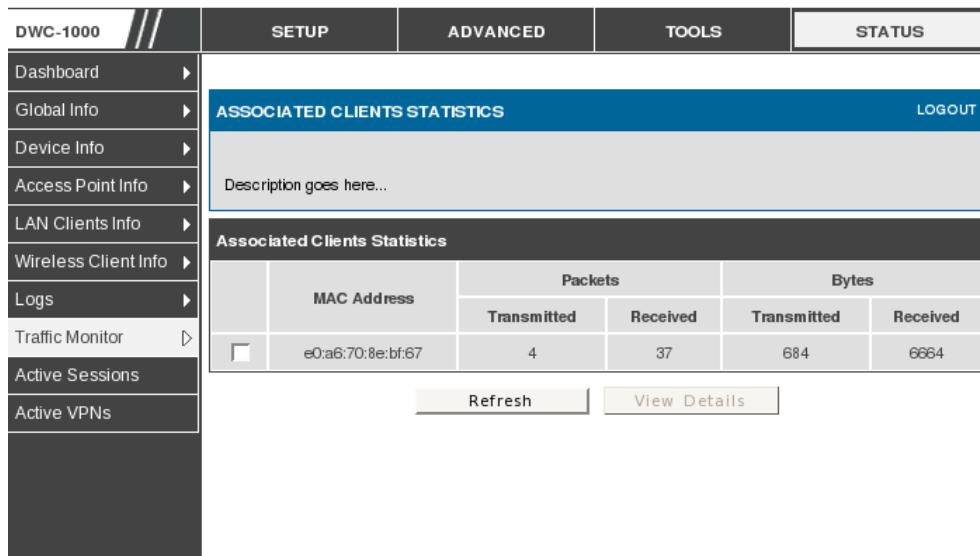 DWC-1000 SETUP ADVANCED TOOLS STATUS
Dashboard
Global Info
Device Info
Access Point Info
LAN Clients Info
Wireless Client Info
Logs
Traffic Monitor
Active Sessions
Active VPNs
ASSOCIATED CLIENTS STATISTICS LOGOUT
Description goes here...
Associated Clients Statistics
MAC Address Packets Bytes
Transmitted Received Transmitted Received
e0:a6:70:8e:bf:67 4 37 684 6664
Refresh View Details